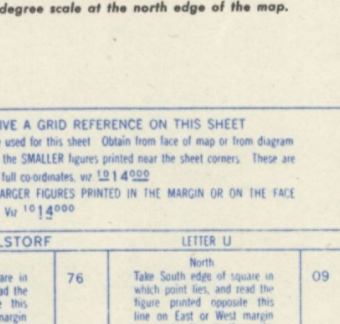 degree scale at the north edge of the map.
IVE A GRID REFERENCE ON THIS SHEET
used for this sheet Obtain from face of map or from diagram
the SMALLER figures printed near the sheet corners. These are
full co-ordinates, viz 1014000
ARGER FIGURES PRINTED IN THE MARGIN OR ON THE FACE
Viz 1014000
LSTORF
LETTER U
are in
ad the
this
margin
76
North
Take South edge of square in
which point lies, and read the
figure printed opposite this
line on East or West margin
09